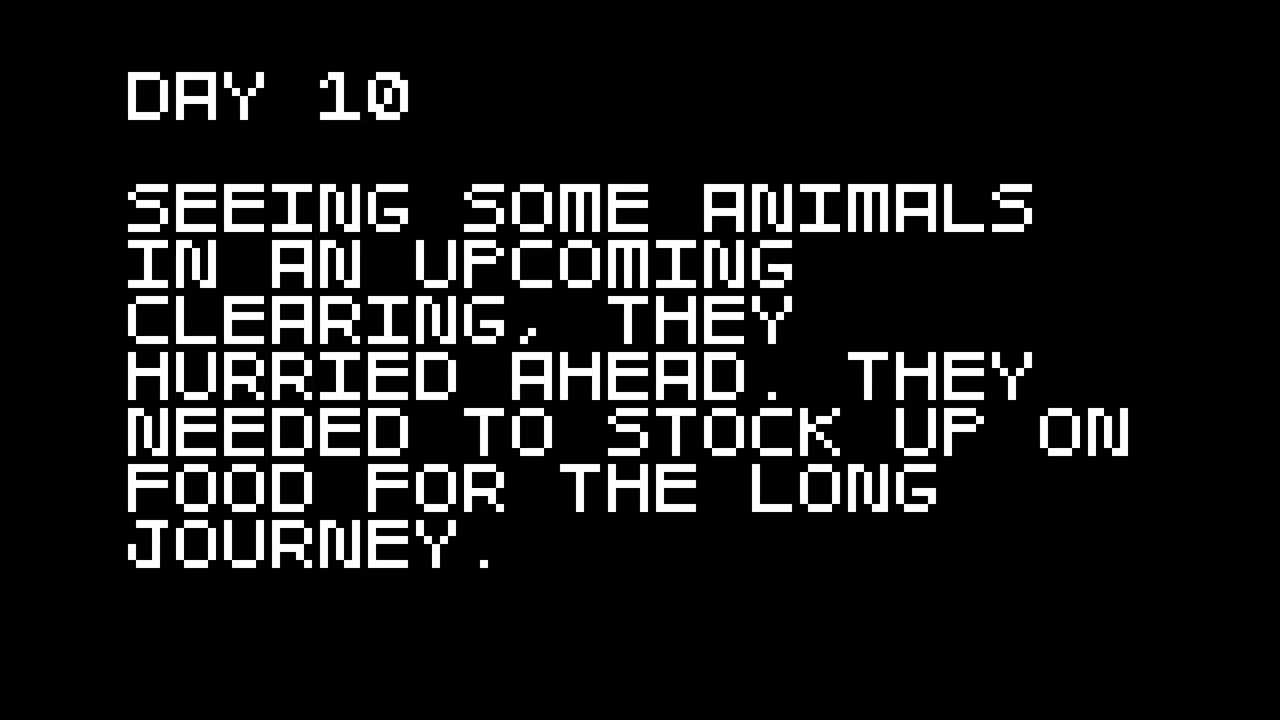 DAY 10
SEEING SOME ANIMALS
IN AN UPCOMING
CLEARING, THEY
HURRIED AHEAD. THEY
NEEDED TO STOCK UP ON
FOOD FOR THE LONG
JOURNEY.